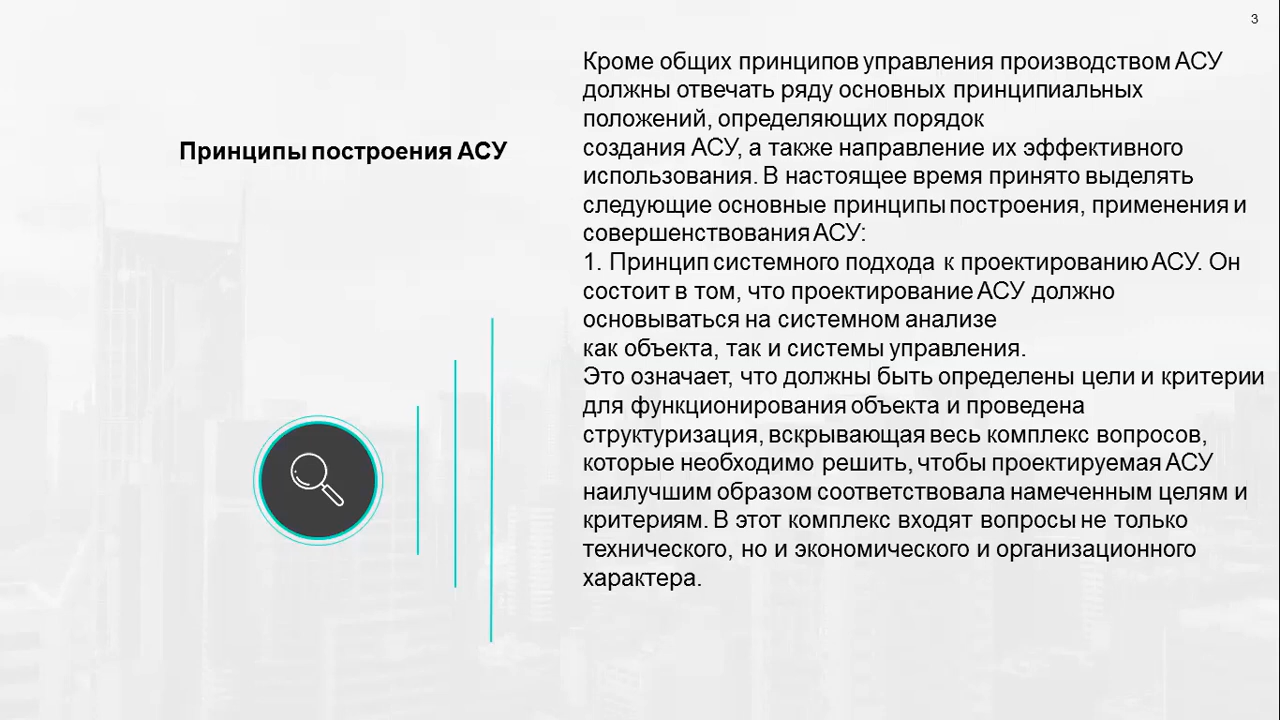 3
Принципы построения АСУ
Кроме общих принципов управления производством АСУ
должны отвечать ряду основных принципиальных
положений, определяющих порядок
создания АСУ, а также направление их эффективного
использования. В настоящее время принято выделять
следующие основные принципы построения, применения и
совершенствования АСУ:
1. Принцип системного подхода к проектированию АСУ. Он
состоит в том, что проектирование АСУ должно
основываться на системном анализе
как объекта, так и системы управления.
Это означает, что должны быть определены цели и критерии
для функционирования объекта и проведена
структуризация, вскрывающая весь комплекс вопросов,
которые необходимо решить, чтобы проектируемая АСУ
наилучшим образом соответствовала намеченным целям и
критериям. В этот комплекс входят вопросы не только
технического, но и экономического и организационного
характера.